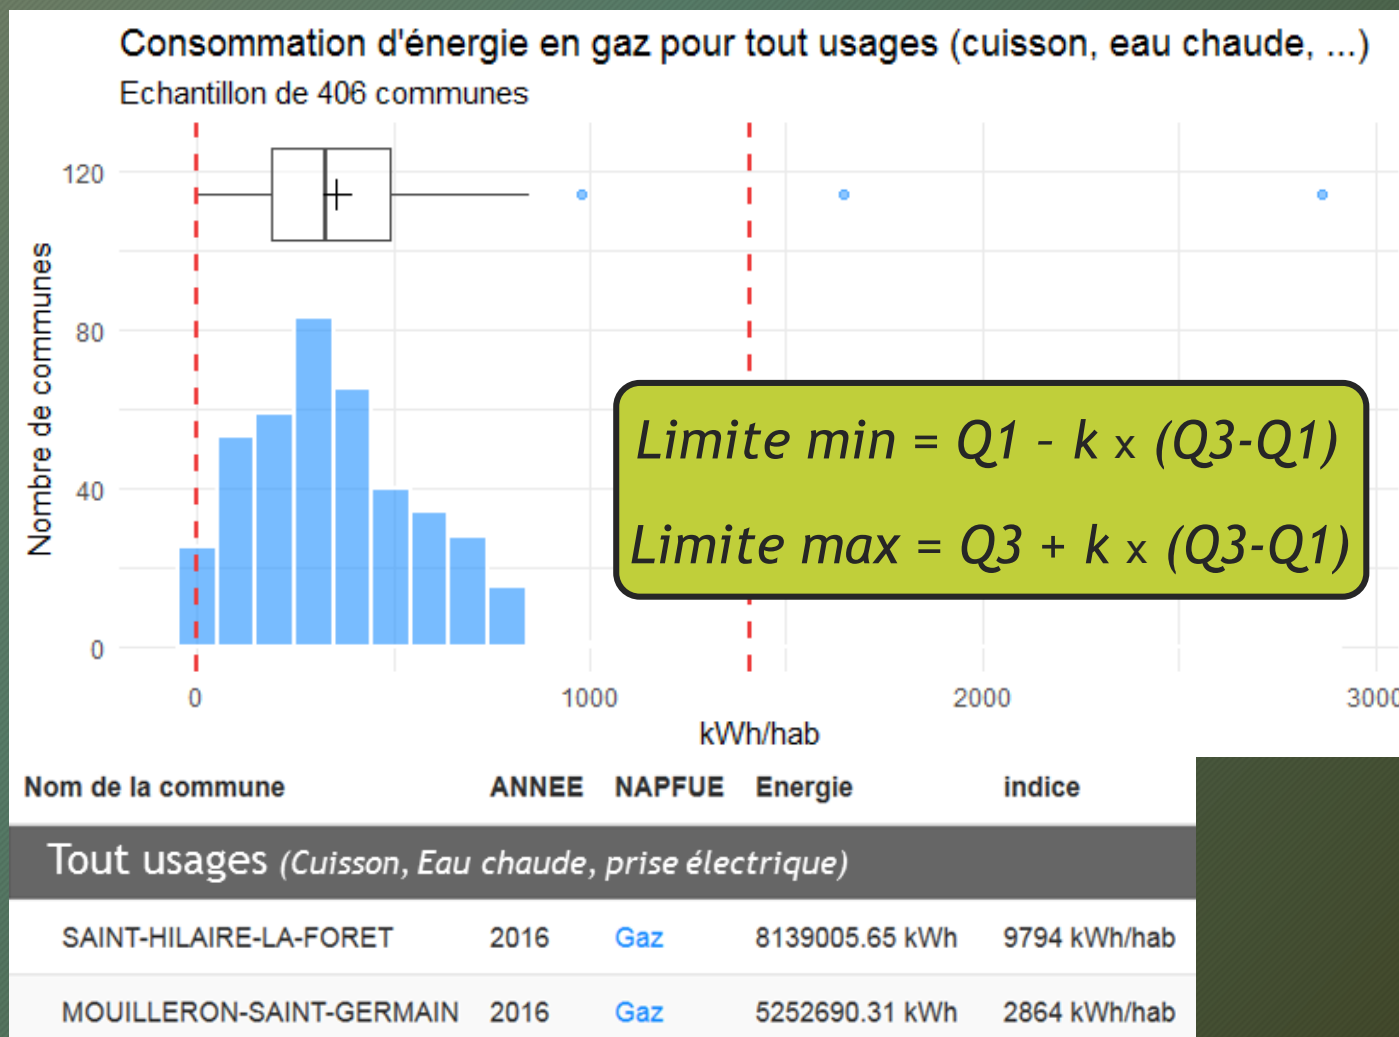 Consommation d'énergie en gaz pour tout usages (cuisson, eau chaude, ...)
Echantillon de 406 communes
Nombre de communes
120
80
40
0
Limite min = Q1 - k x (Q3-Q1)
Limite max = Q3 + k x (Q3-Q1)
0 1000 2000 3000
kWh/hab
Nom de la commune ANNEE NAPFUE Energie indice
Tout usages (Cuisson, Eau chaude, prise électrique)
SAINT-HILAIRE-LA-FORET 2016 Gaz 8139005.65 kWh 9794 kWh/hab
MOUILLERON-SAINT-GERMAIN 2016 Gaz 5252690.31 kWh 2864 kWh/hab